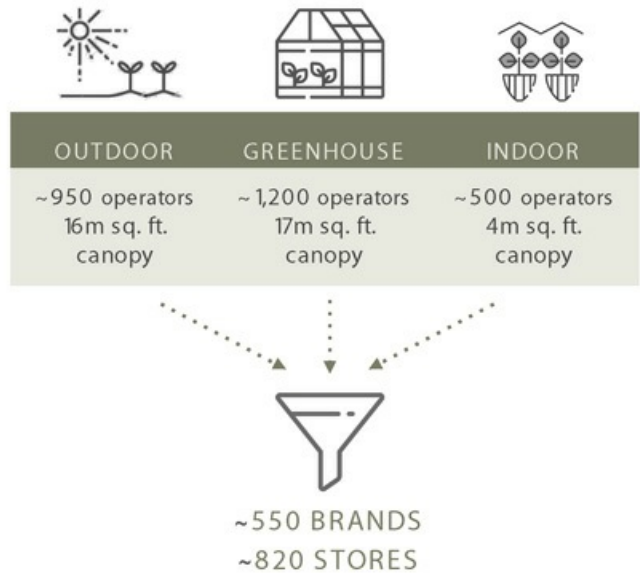 OUTDOOR
~950 operators
16m sq. ft.
canopy
GREENHOUSE
~1,200 operators
17m sq. ft.
canopy
INDOOR
~500 operators
4m sq. ft.
canopy
~550 BRANDS
~820 STORES